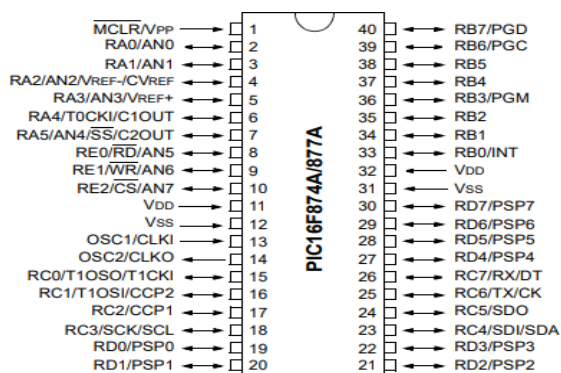 MCLR/VPP 1 40 RB7/PGD
RA0/AN0 2 39 RB6/PGC
RA1/AN1 3 38 RB5
RA2/AN2/VREF-/CVREF 4 37 RB4
RA3/AN3/VREF+ 5 36 RB3/PGM
RA4/T0CKI/C1OUT 6 35 RB2
RA5/AN4/SS/C2OUT 7 34 RB1
RE0/RD/AN5 8 33 RB0/INT
RE1/WR/AN6 9 32 VDD
RE2/CS/AN7 10 31 VSS
VDD 11 30 RD7/PSP7
VSS 12 29 RD6/PSP6
OSC1/CLKI 13 28 RD5/PSP5
OSC2/CLKO 14 27 RD4/PSP4
RC0/T1OSO/T1CKI 15 26 RC7/RX/DT
RC1/T1OSI/CCP2 16 25 RC6/TX/CK
RC2/CCP1 17 24 RC5/SDO
RC3/SCK/SCL 18 23 RC4/SDI/SDA
RD0/PSP0 19 22 RD3/PSP3
RD1/PSP1 20 21 RD2/PSP2
PIC16F874A/877A